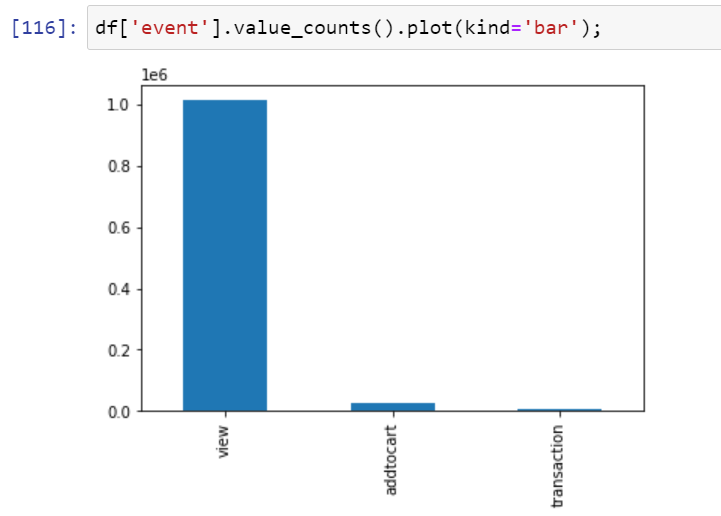 [116]: df['event'].value_counts().plot(kind='bar');
1e6
1.0
0.8
0.6
0.4
0.2
0.0
view
addtocart
transaction